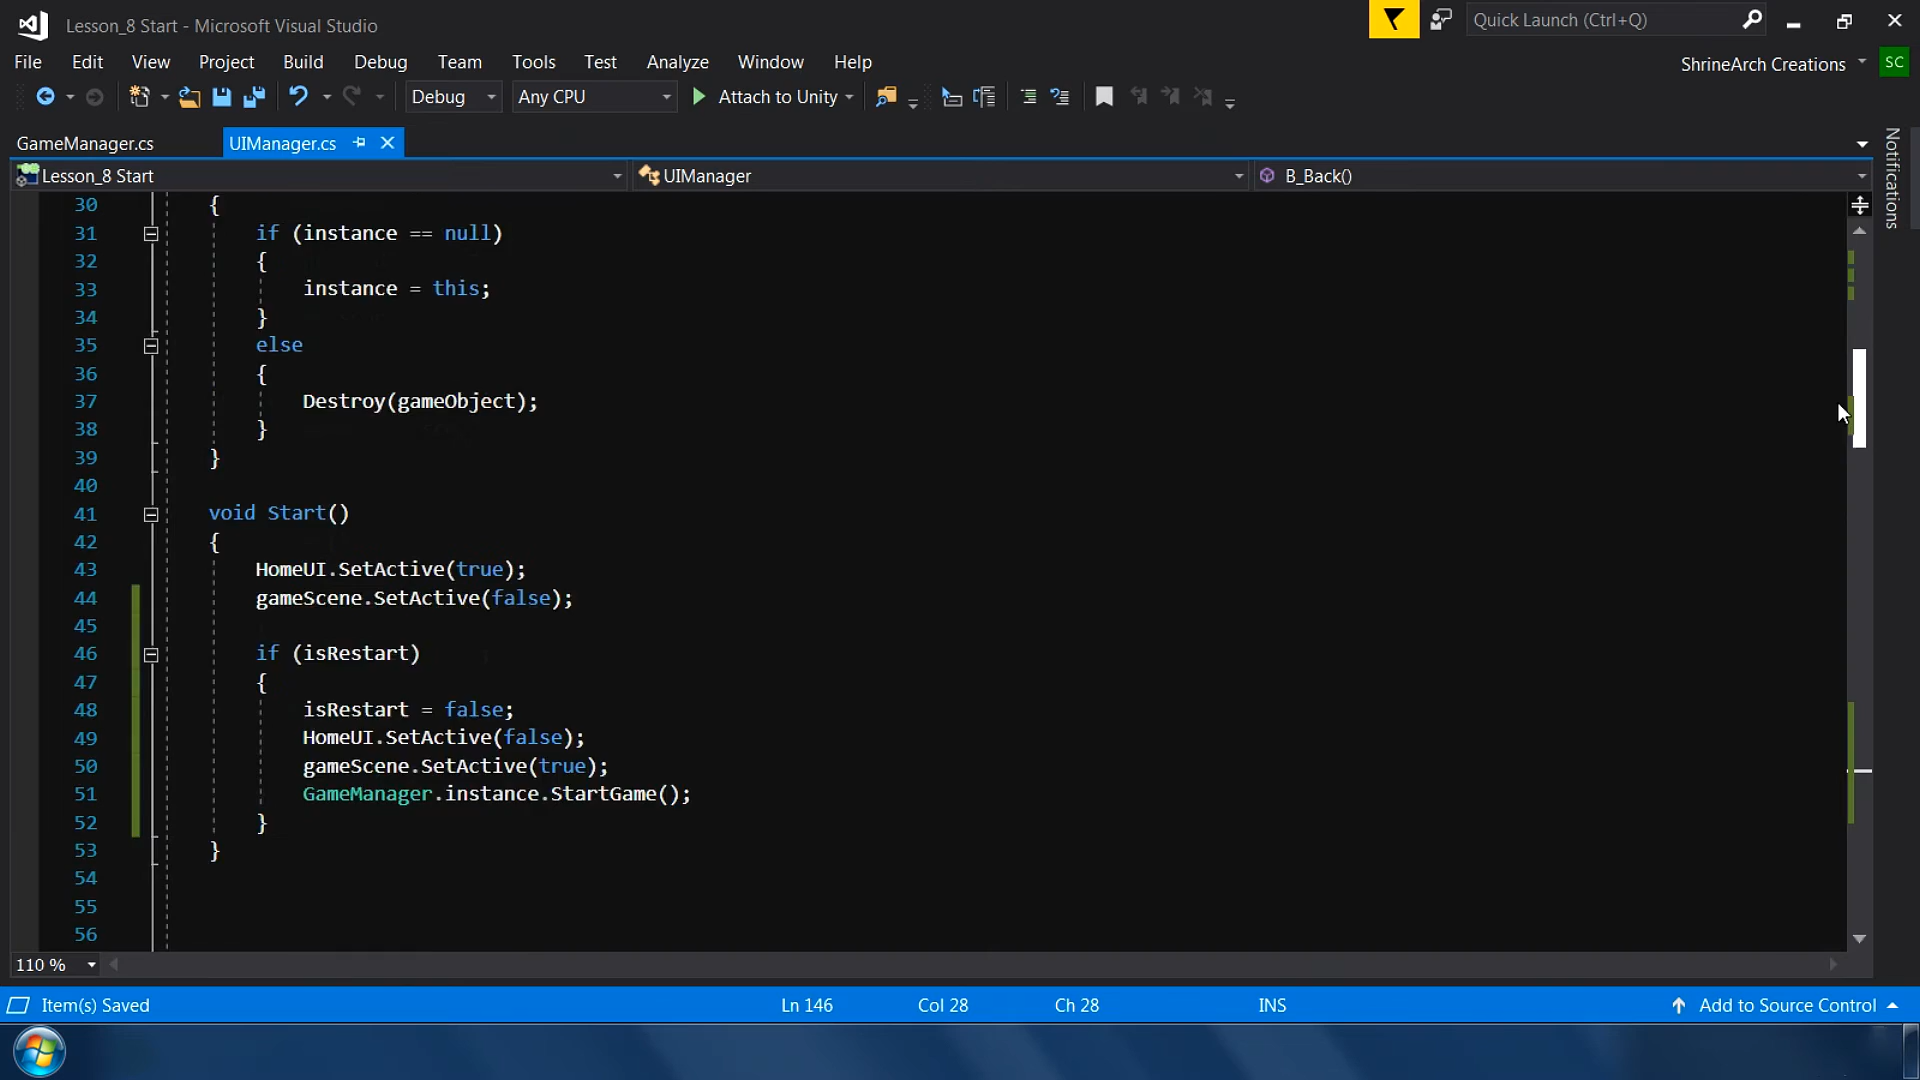 Lesson_8 Start - Microsoft Visual Studio
Quick Launch (Ctrl+Q)
File Edit View Project Build Debug Team Tools Test Analyze Window Help
ShrineArch Creations SC
Debug Any CPU Attach to Unity
GameManager.cs UIManager.cs
Lesson_8 Start UIManager B_Back()
Notifications
30 {
31 if (instance == null)
32 {
33 instance = this;
34 }
35 else
36 {
37 Destroy(gameObject);
38 }
39 }
40
41 void Start()
42 {
43 HomeUI.SetActive(true);
44 gameScene.SetActive(false);
45
46 if (isRestart)
47 {
48 isRestart = false;
49 HomeUI.SetActive(false);
50 gameScene.SetActive(true);
51 GameManager.instance.StartGame();
52 }
53 }
54
55
56
110 %
Item(s) Saved Ln 146 Col 28 Ch 28 INS Add to Source Control